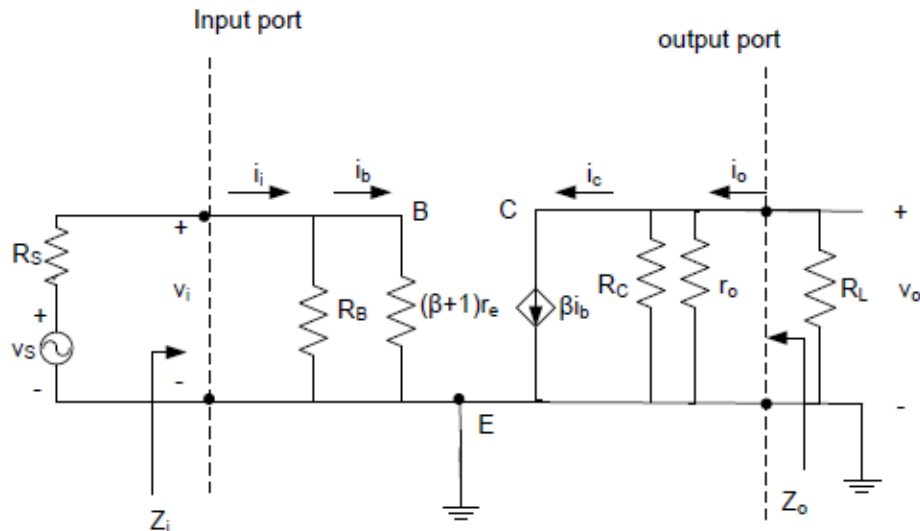 Input port
output port
i_i
i_b
i_c
i_o
B
C
+
+
R_S
R_C
r_o
R_L
v_i
R_B
(β+1)r_e
βi_b
v_o
+
v_S
-
-
-
E
Z_i
Z_o